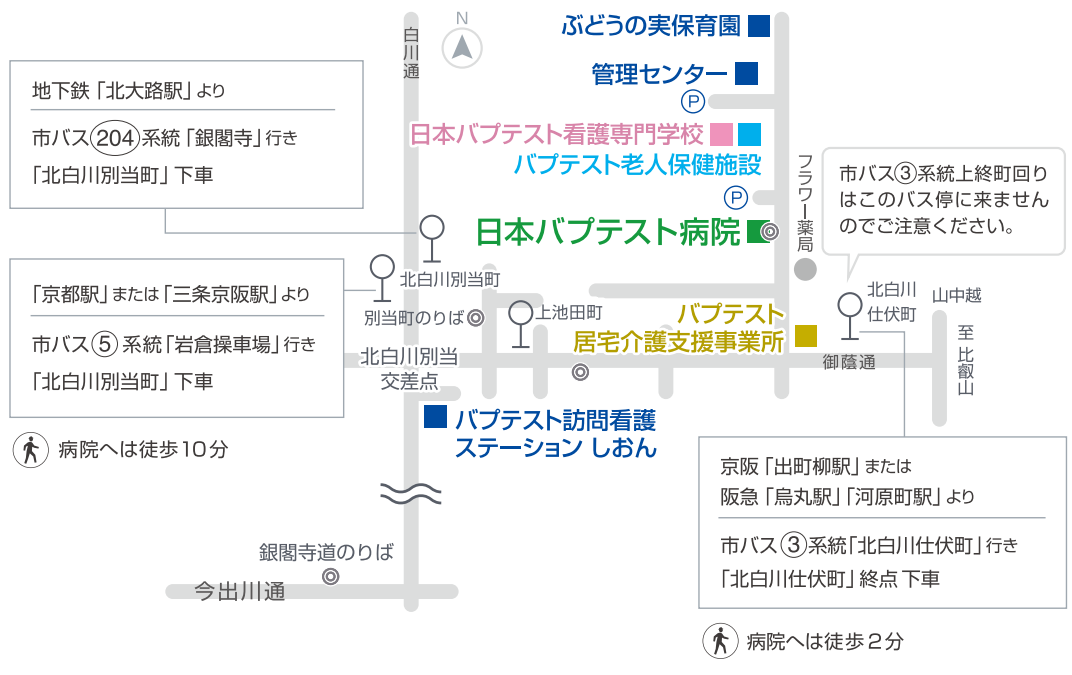 N
白川通
ぶどうの実保育園
管理センター
P
日本バプテスト看護専門学校
バプテスト老人保健施設
P
日本バプテスト病院
フラワー薬局
市バス③系統上終町回り
はこのバス停に来ません
のでご注意ください。
地下鉄「北大路駅」より
市バス204系統「銀閣寺」行き
「北白川別当町」下車
北白川別当町
「京都駅」または「三条京阪駅」より
市バス⑤系統「岩倉操車場」行き
「北白川別当町」下車
病院へは徒歩10分
別当町のりば
上池田町
北白川別当
交差点
バプテスト
居宅介護支援事業所
北白川
仕伏町
山中越
至 比叡山
御蔭通
バプテスト訪問看護
ステーション しおん
京阪「出町柳駅」または
阪急「烏丸駅」「河原町駅」より
市バス③系統「北白川仕伏町」行き
「北白川仕伏町」終点下車
病院へは徒歩2分
銀閣寺道のりば
今出川通